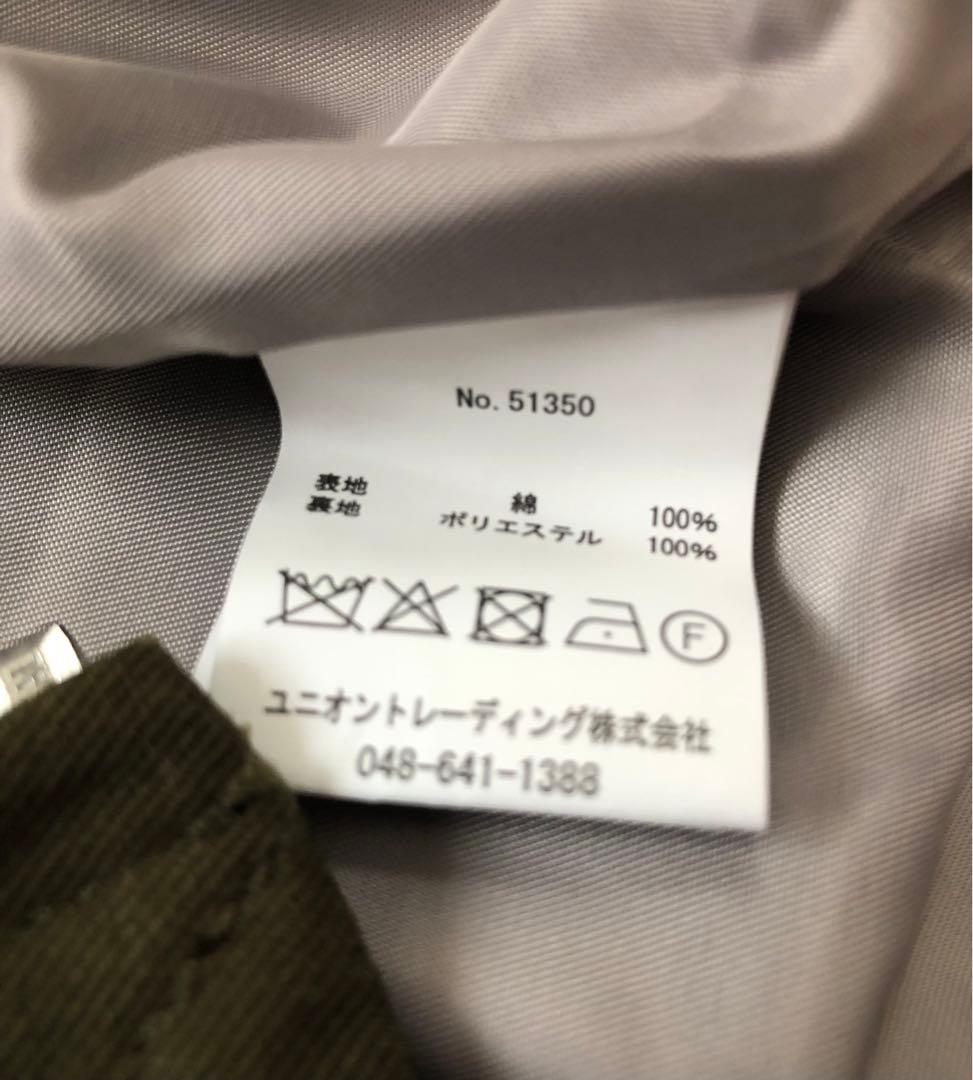 No. 51350
表地 綿 100%
裏地 ポリエステル 100%
F
ユニオントレーディング株式会社
048-641-1388